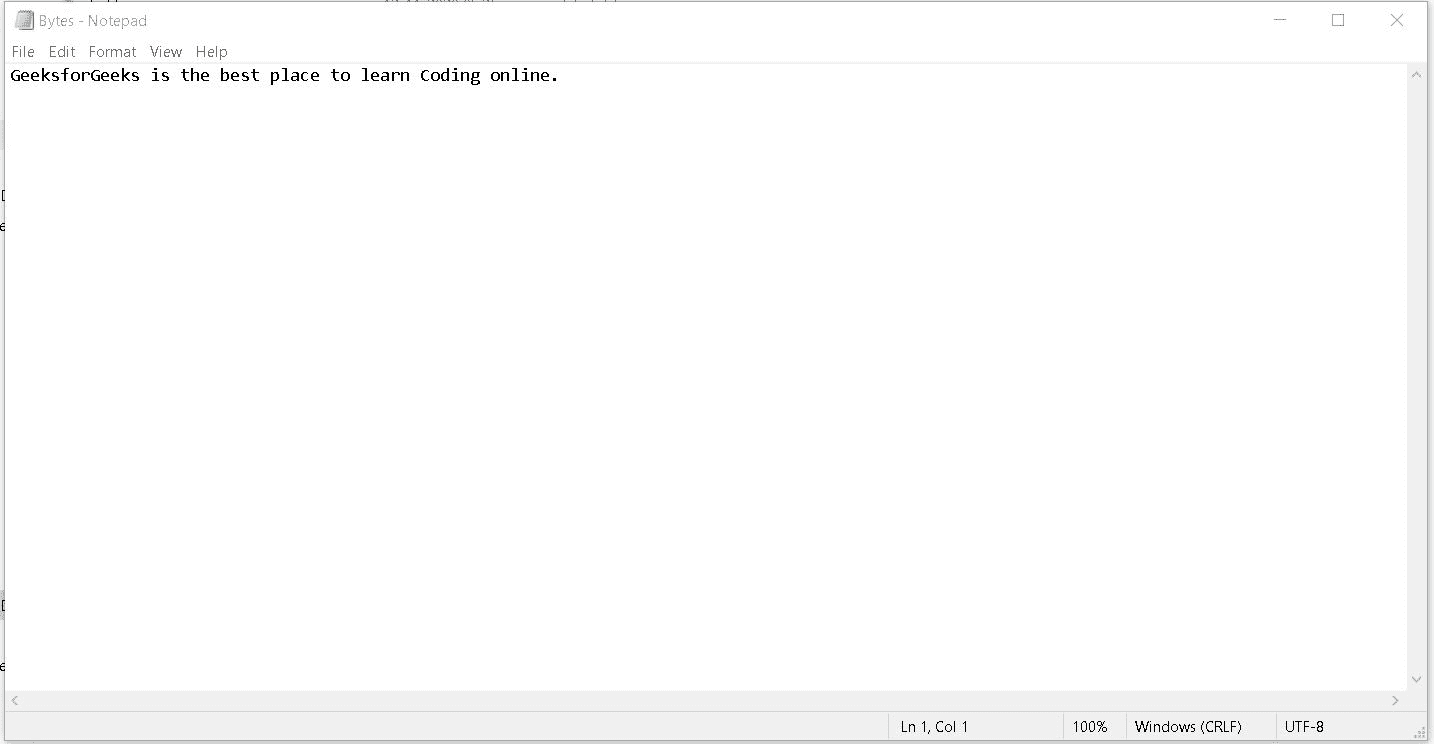 Bytes - Notepad
File Edit Format View Help
GeeksforGeeks is the best place to learn Coding online.
Ln 1, Col 1 100% Windows (CRLF) UTF-8